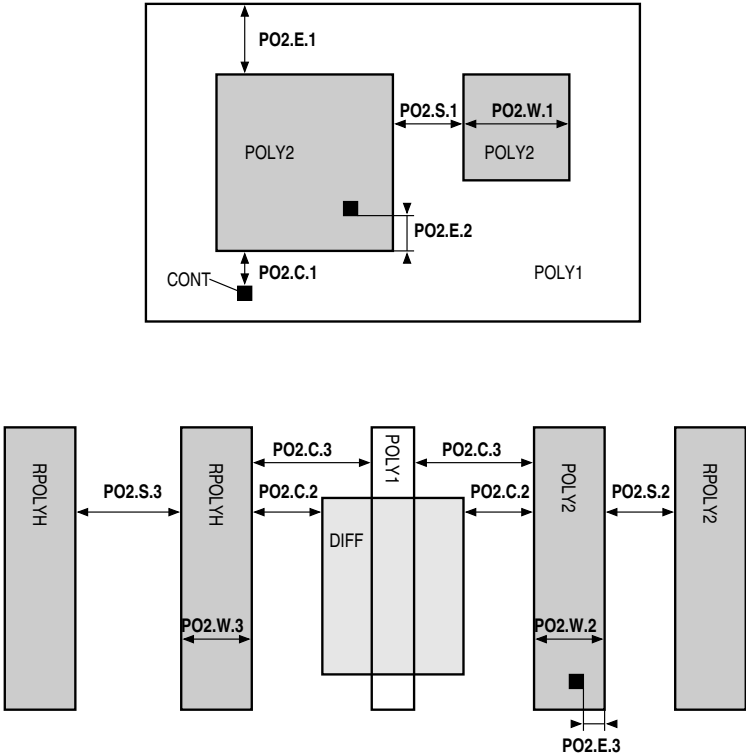 PO2.E.1
PO2.S.1
PO2.W.1
POLY2
POLY2
PO2.E.2
PO2.C.1
CONT
POLY1
RPOLYH
PO2.S.3
RPOLYH
PO2.C.3
POLY1
PO2.C.3
POLY2
RPOLY2
PO2.C.2
PO2.C.2
PO2.S.2
DIFF
PO2.W.3
PO2.W.2
PO2.E.3